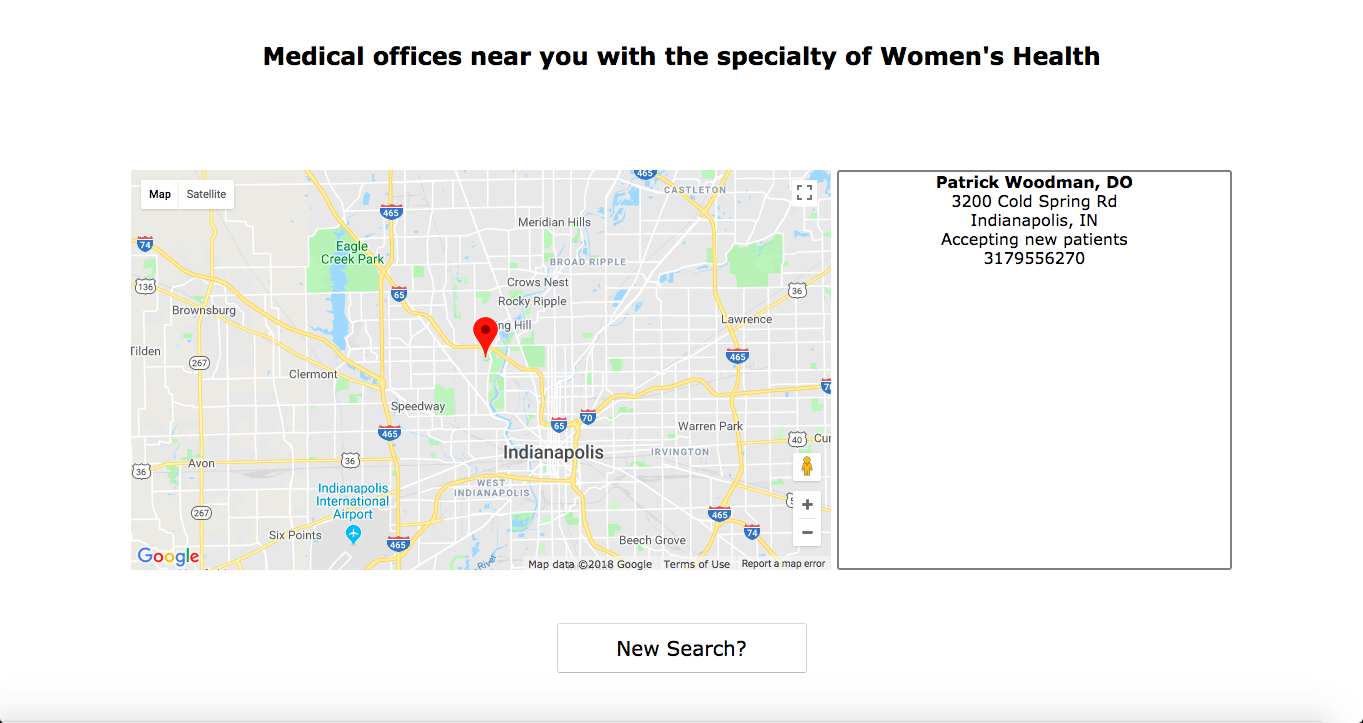 Medical offices near you with the specialty of Women's Health
Map Satellite
465
CASTLETON
465
Meridian Hills
74
Eagle
Creek Park
BROAD RIPPLE
136
65
Crows Nest
36
Rocky Ripple
Brownsburg
Lawrence
ng Hill
Tilden
465
267
Clermont
Speedway
70
65
Warren Park
465
40
Indianapolis
IRVINGTON
Avon
36
36
WEST
INDIANAPOLIS
Indianapolis
International
Airport
267
465
Six Points
74
Beech Grove
465
River
Google
Map data ©2018 Google Terms of Use Report a map error
Patrick Woodman, DO
3200 Cold Spring Rd
Indianapolis, IN
Accepting new patients
3179556270
New Search?